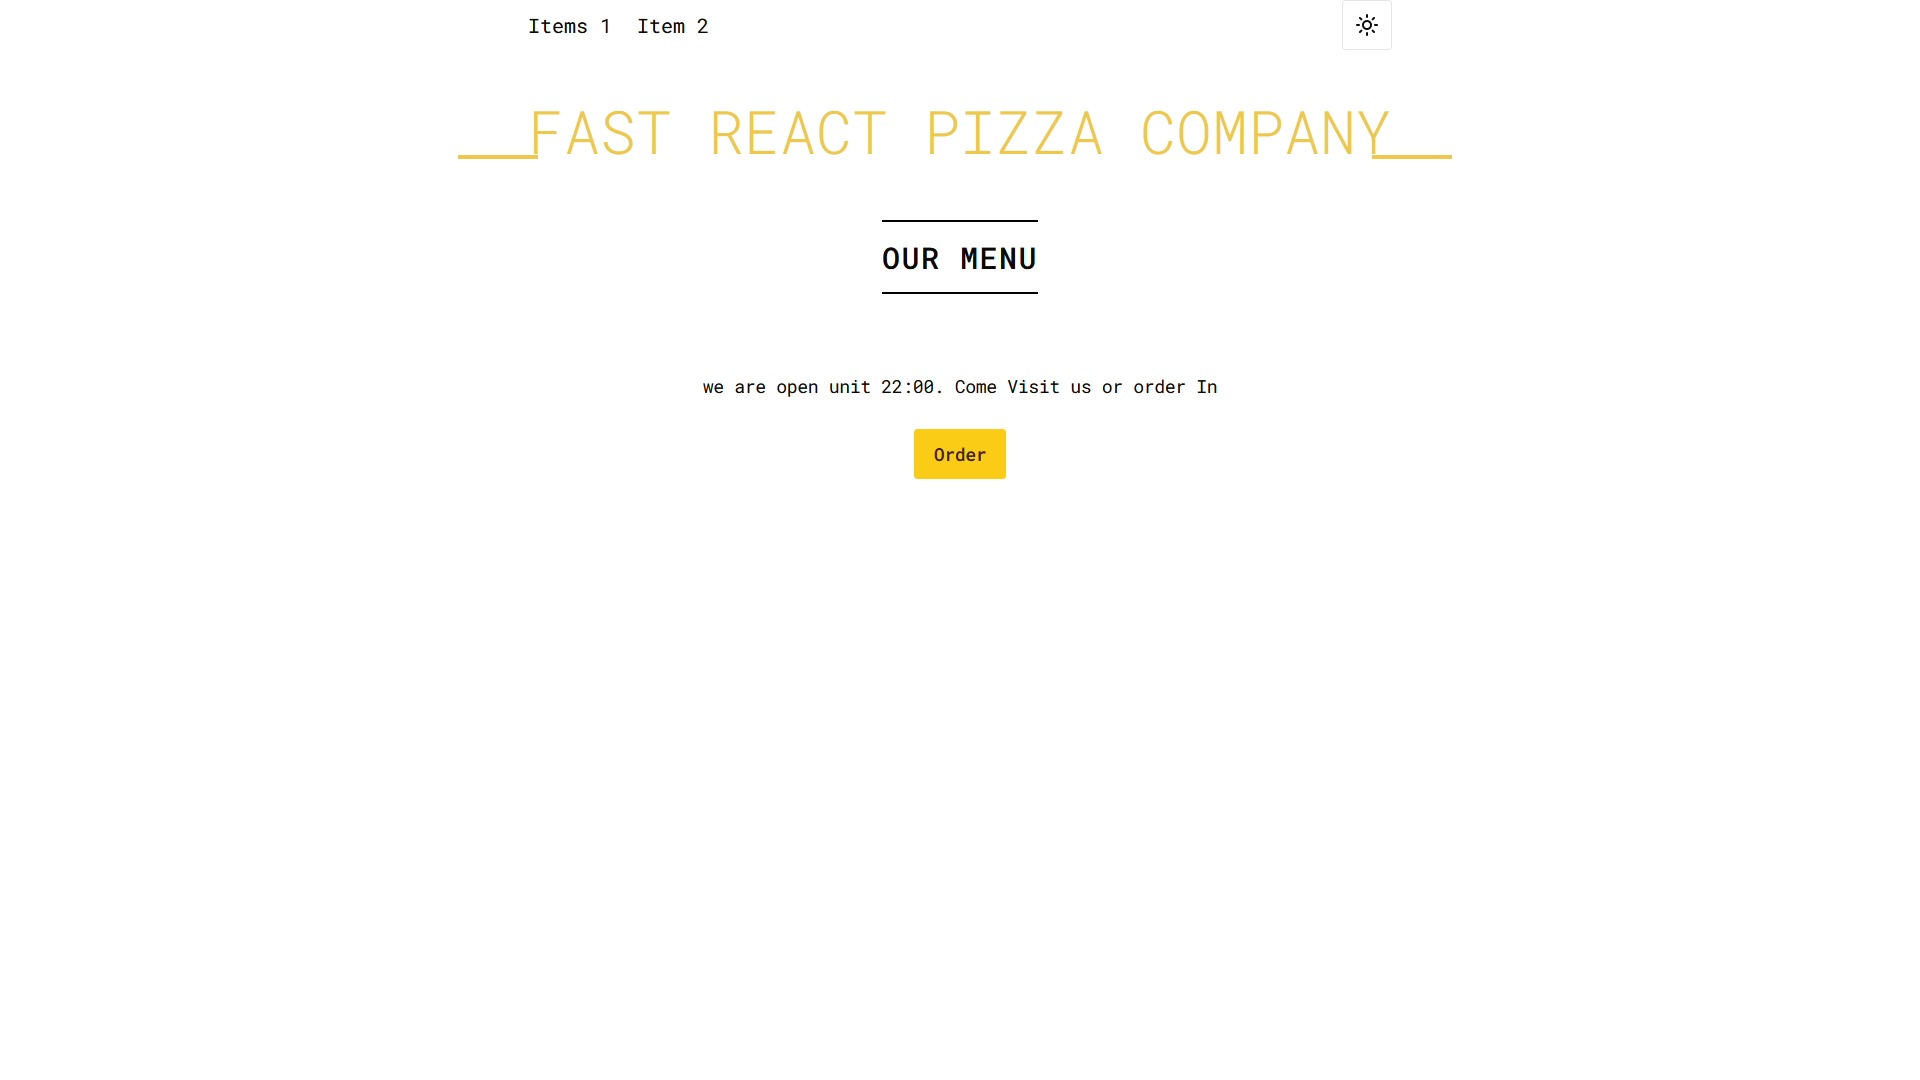 Items 1 Item 2
FAST REACT PIZZA COMPANY
OUR MENU
we are open unit 22:00. Come Visit us or order In
Order